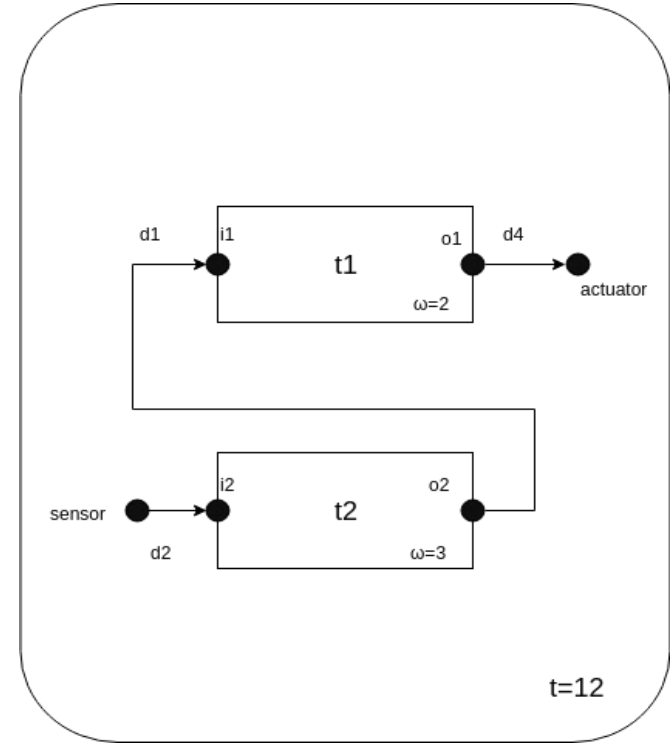 d1
i1
o1
d4
t1
actuator
ω=2
i2
o2
sensor
t2
d2
ω=3
t=12